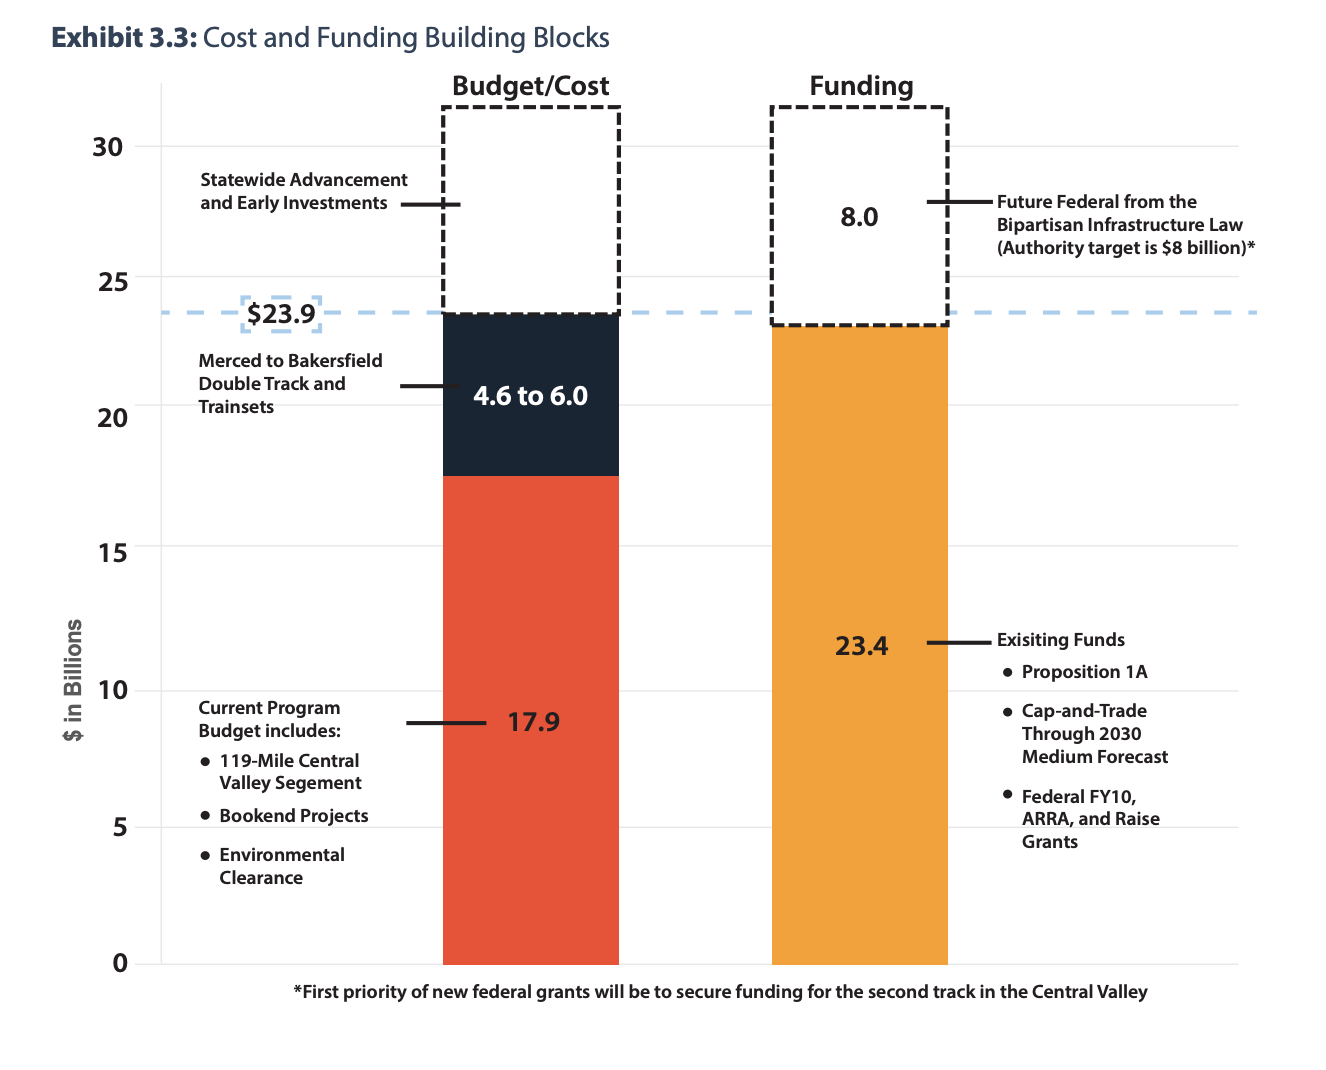 Exhibit 3.3: Cost and Funding Building Blocks
Budget/Cost
Funding
30
25
20
15
10
5
0
$ in Billions
Statewide Advancement
and Early Investments
$23.9
Merced to Bakersfield
Double Track and
Trainsets
4.6 to 6.0
Current Program
Budget includes:
● 119-Mile Central
Valley Segement
● Bookend Projects
● Environmental
Clearance
17.9
8.0
Future Federal from the
Bipartisan Infrastructure Law
(Authority target is $8 billion)*
23.4
Exisiting Funds
● Proposition 1A
● Cap-and-Trade
Through 2030
Medium Forecast
● Federal FY10,
ARRA, and Raise
Grants
*First priority of new federal grants will be to secure funding for the second track in the Central Valley